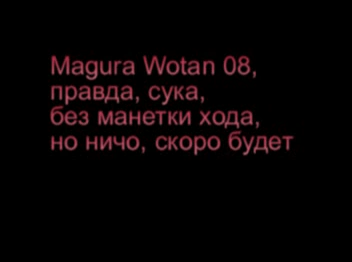 Magura Wotan 08,
правда, сука,
без манетки хода,
но ничо, скоро будет